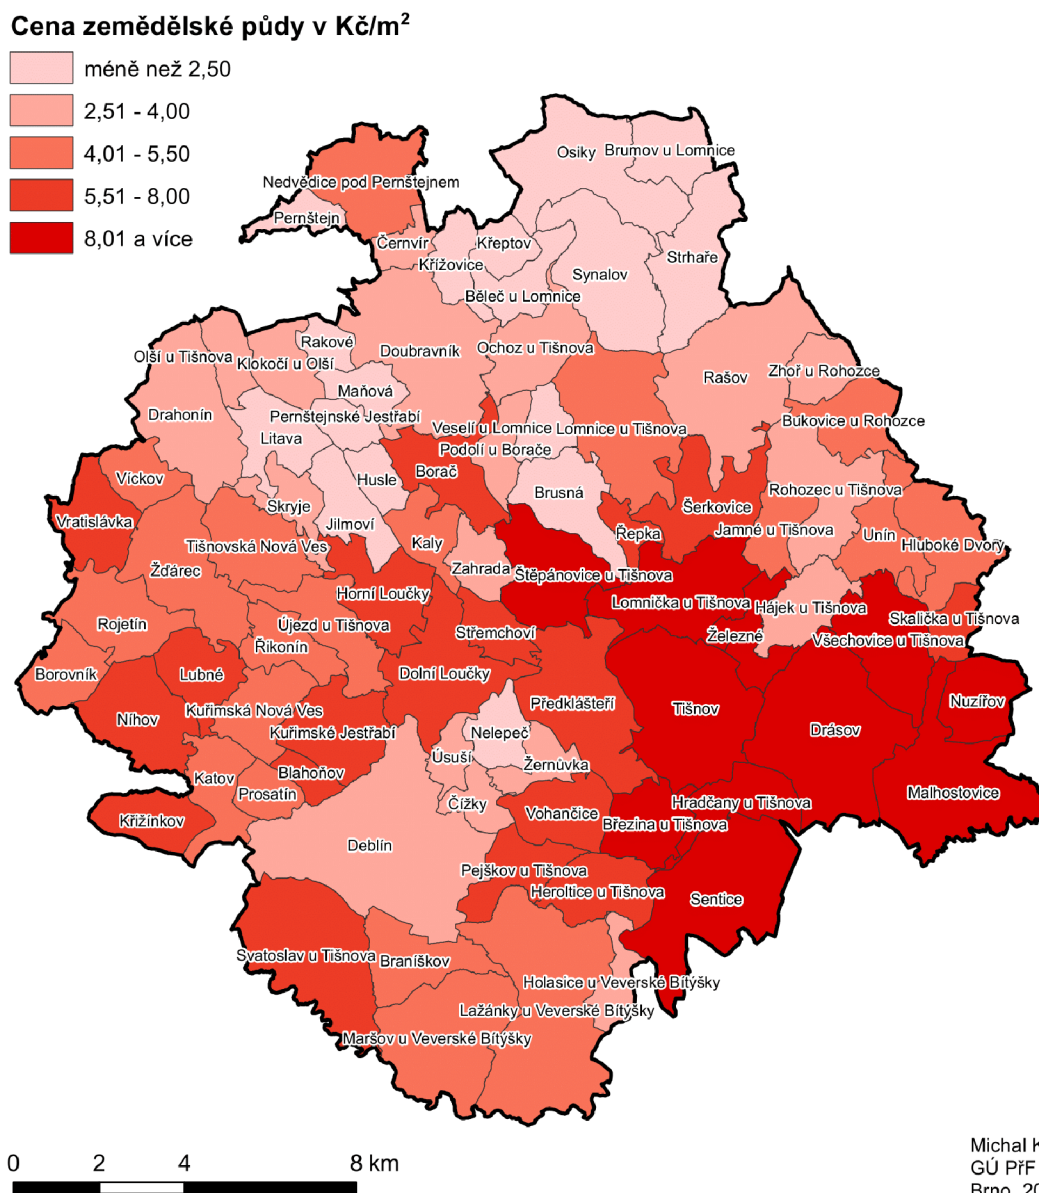 Cena zemědělské půdy v Kč/m²
méně než 2,50
2,51 - 4,00
4,01 - 5,50
5,51 - 8,00
8,01 a více
Osiky
Brumov u Lomnice
Nedvědice pod Pernštejnem
Pernštejn
Černvír
Křeptov
Křížovice
Strhaře
Synalov
Běleč u Lomnice
Rakové
Olší u Tišnova
Klokočí u Olší
Doubravník
Ochoz u Tišnova
Zhoř u Rohozce
Rašov
Maňová
Drahonín
Pernštejnské Jestřabí
Litava
Veselí u Lomnice
Lomnice u Tišnova
Bukovice u Rohozce
Podolí u Borače
Borač
Víckov
Husle
Brusná
Rohozec u Tišnova
Skryje
Šerkovice
Vratislávka
Jilmoví
Řepka
Jamné u Tišnova
Unín
Tišnovská Nová Ves
Kaly
Hluboké Dvorý
Žďárec
Zahrada
Štěpánovice u Tišnova
Horní Loučky
Lomnička u Tišnova
Hájek u Tišnova
Skalička u Tišnova
Rojetín
Újezd u Tišnova
Střemchoví
Železné
Všechovice u Tišnova
Říkonín
Borovník
Lubné
Dolní Loučky
Předklášteří
Nuzířov
Kuřimská Nová Ves
Tišnov
Níhov
Kuřimské Jestřabí
Nelepeč
Drásov
Úsuší
Žernůvka
Blahoňov
Katov
Prosatín
Malhostovice
Čížky
Hradčany u Tišnova
Křižínkov
Vohančice
Březina u Tišnova
Deblín
Pejškov u Tišnova
Heroltice u Tišnova
Sentice
Svatoslav u Tišnova
Braníškov
Holasice u Veverské Bítýšky
Lažánky u Veverské Bítýšky
Maršov u Veverské Bítýšky
0 2 4 8 km
Michal K
GÚ PřF
Brno, 20